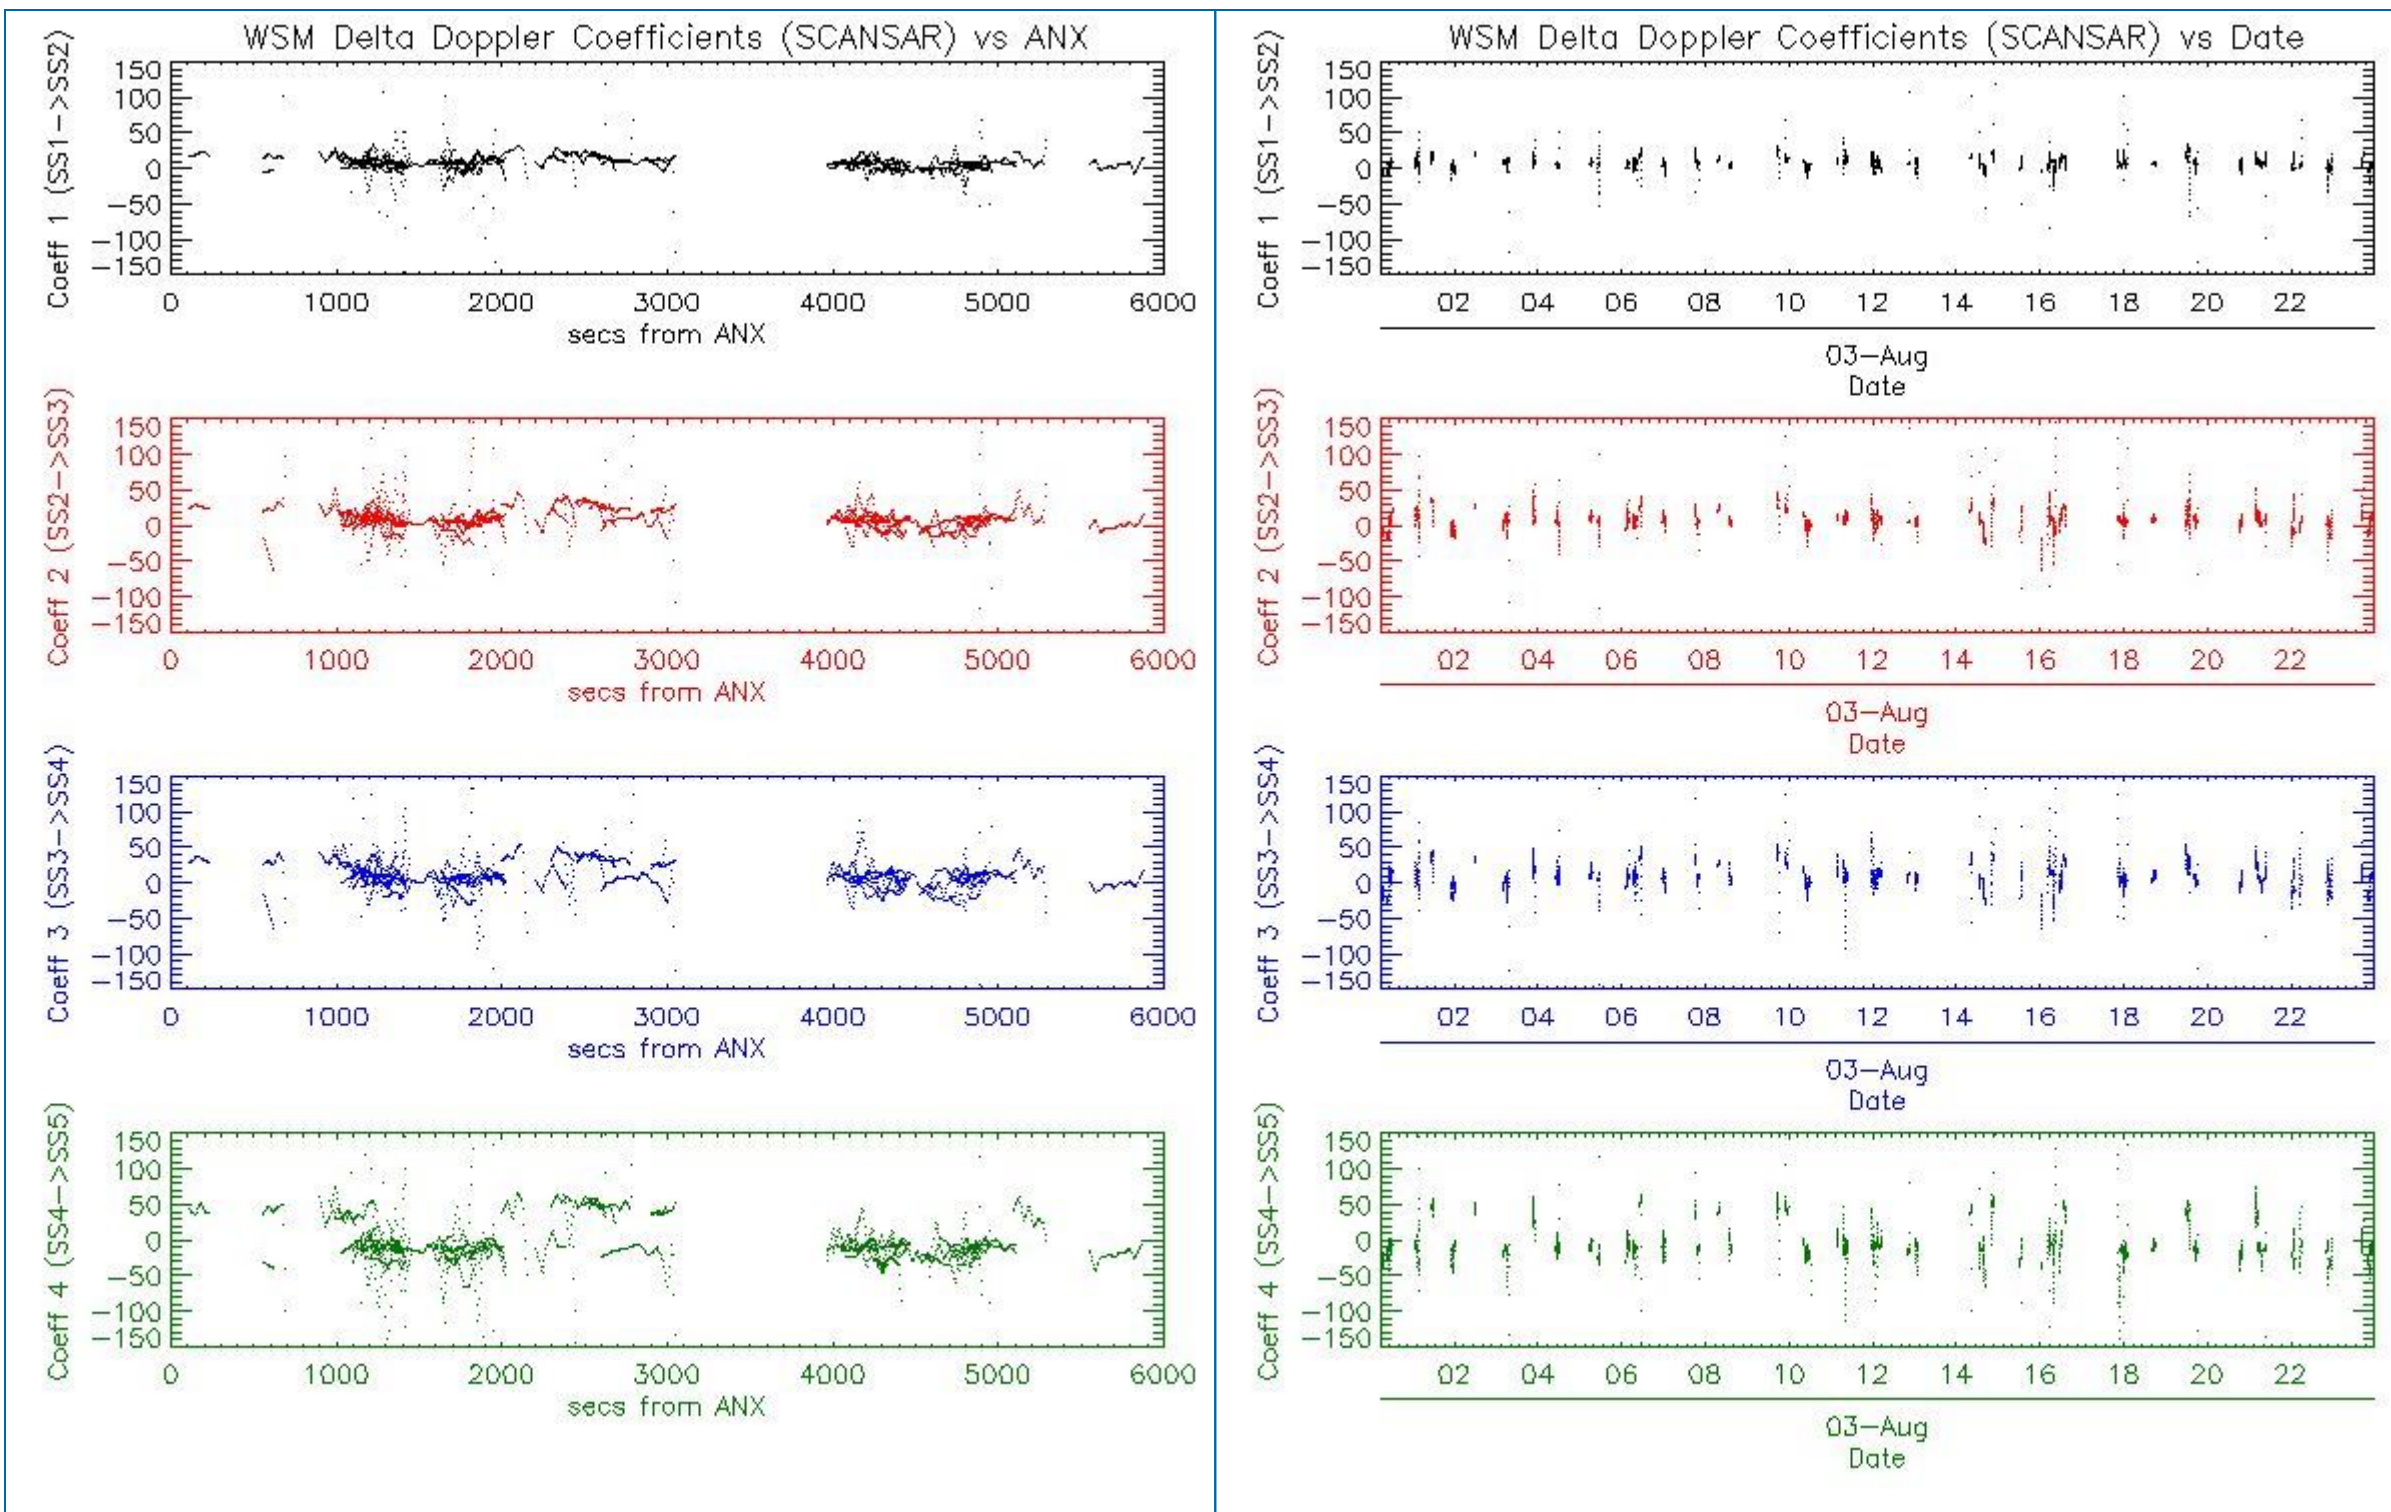 WSM Delta Doppler Coefficients (SCANSAR) vs ANX
Coeff 1 (SS1->SS2)
150
100
50
0
-50
-100
-150
0 1000 2000 3000 4000 5000 6000
secs from ANX
Coeff 2 (SS2->SS3)
150
100
50
0
-50
-100
-150
0 1000 2000 3000 4000 5000 6000
secs from ANX
Coeff 3 (SS3->SS4)
150
100
50
0
-50
-100
-150
0 1000 2000 3000 4000 5000 6000
secs from ANX
Coeff 4 (SS4->SS5)
150
100
50
0
-50
-100
-150
0 1000 2000 3000 4000 5000 6000
secs from ANX
WSM Delta Doppler Coefficients (SCANSAR) vs Date
Coeff 1 (SS1->SS2)
150
100
50
0
-50
-100
-150
02 04 06 08 10 12 14 16 18 20 22
03-Aug
Date
Coeff 2 (SS2->SS3)
150
100
50
0
-50
-100
-150
02 04 06 08 10 12 14 16 18 20 22
03-Aug
Date
Coeff 3 (SS3->SS4)
150
100
50
0
-50
-100
-150
02 04 06 08 10 12 14 16 18 20 22
03-Aug
Date
Coeff 4 (SS4->SS5)
150
100
50
0
-50
-100
-150
02 04 06 08 10 12 14 16 18 20 22
03-Aug
Date